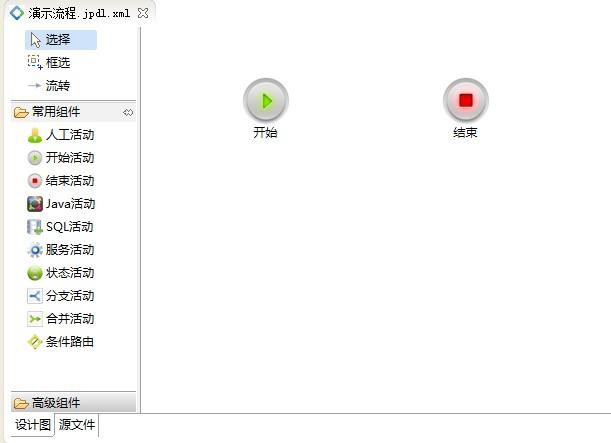 演示流程.jpdl.xml
选择
框选
流转
常用组件
人工活动
开始活动
结束活动
Java活动
SQL活动
服务活动
状态活动
分支活动
合并活动
条件路由
高级组件
开始
结束
设计图 源文件